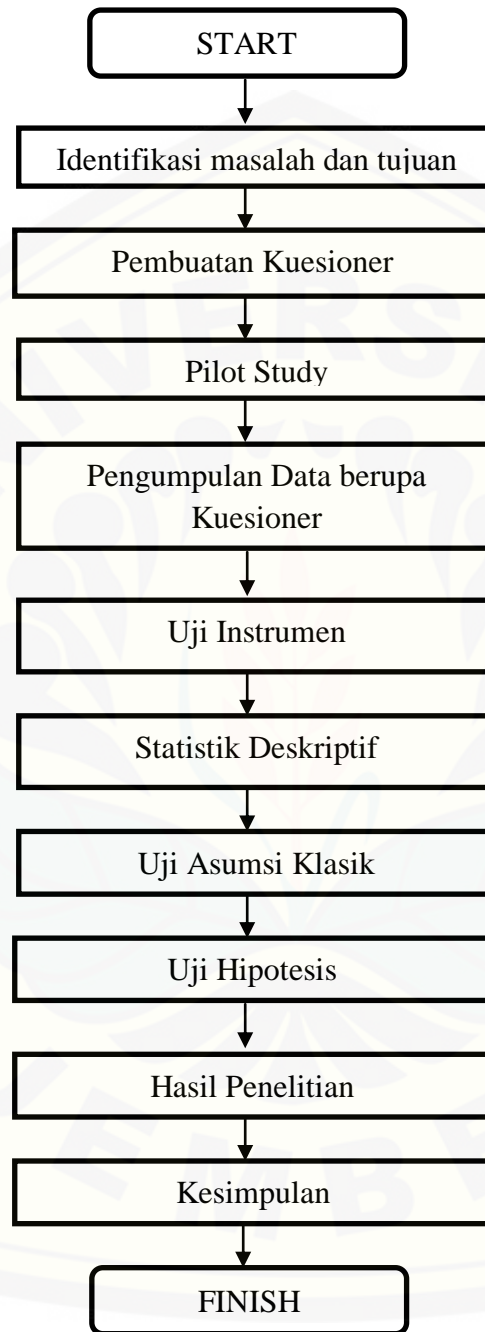 START
Identifikasi masalah dan tujuan
Pembuatan Kuesioner
Pilot Study
Pengumpulan Data berupa
Kuesioner
Uji Instrumen
Statistik Deskriptif
Uji Asumsi Klasik
Uji Hipotesis
Hasil Penelitian
Kesimpulan
FINISH